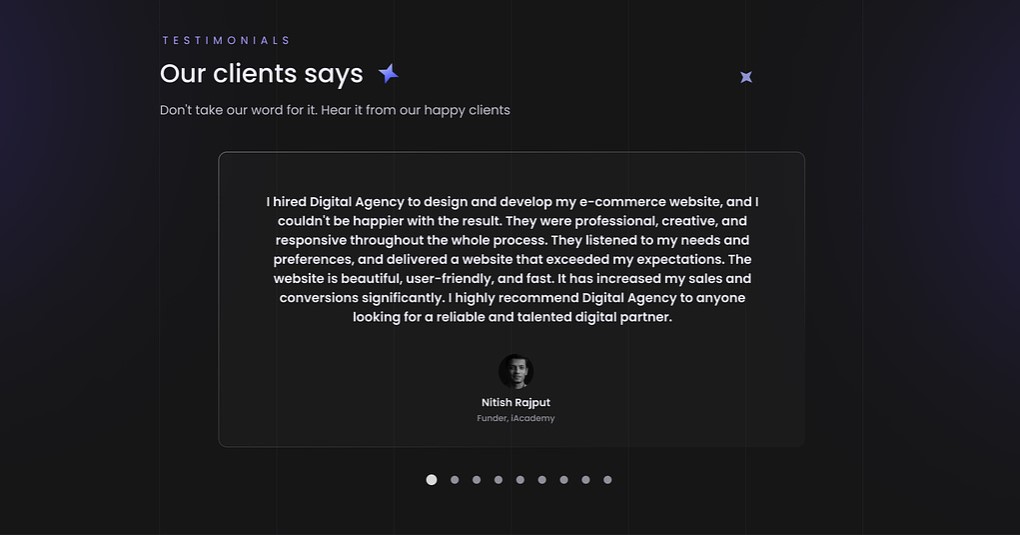 TESTIMONIALS
Our clients says
Don't take our word for it. Hear it from our happy clients
I hired Digital Agency to design and develop my e-commerce website, and I
couldn't be happier with the result. They were professional, creative, and
responsive throughout the whole process. They listened to my needs and
preferences, and delivered a website that exceeded my expectations. The
website is beautiful, user-friendly, and fast. It has increased my sales and
conversions significantly. I highly recommend Digital Agency to anyone
looking for a reliable and talented digital partner.
Nitish Rajput
Funder, iAcademy